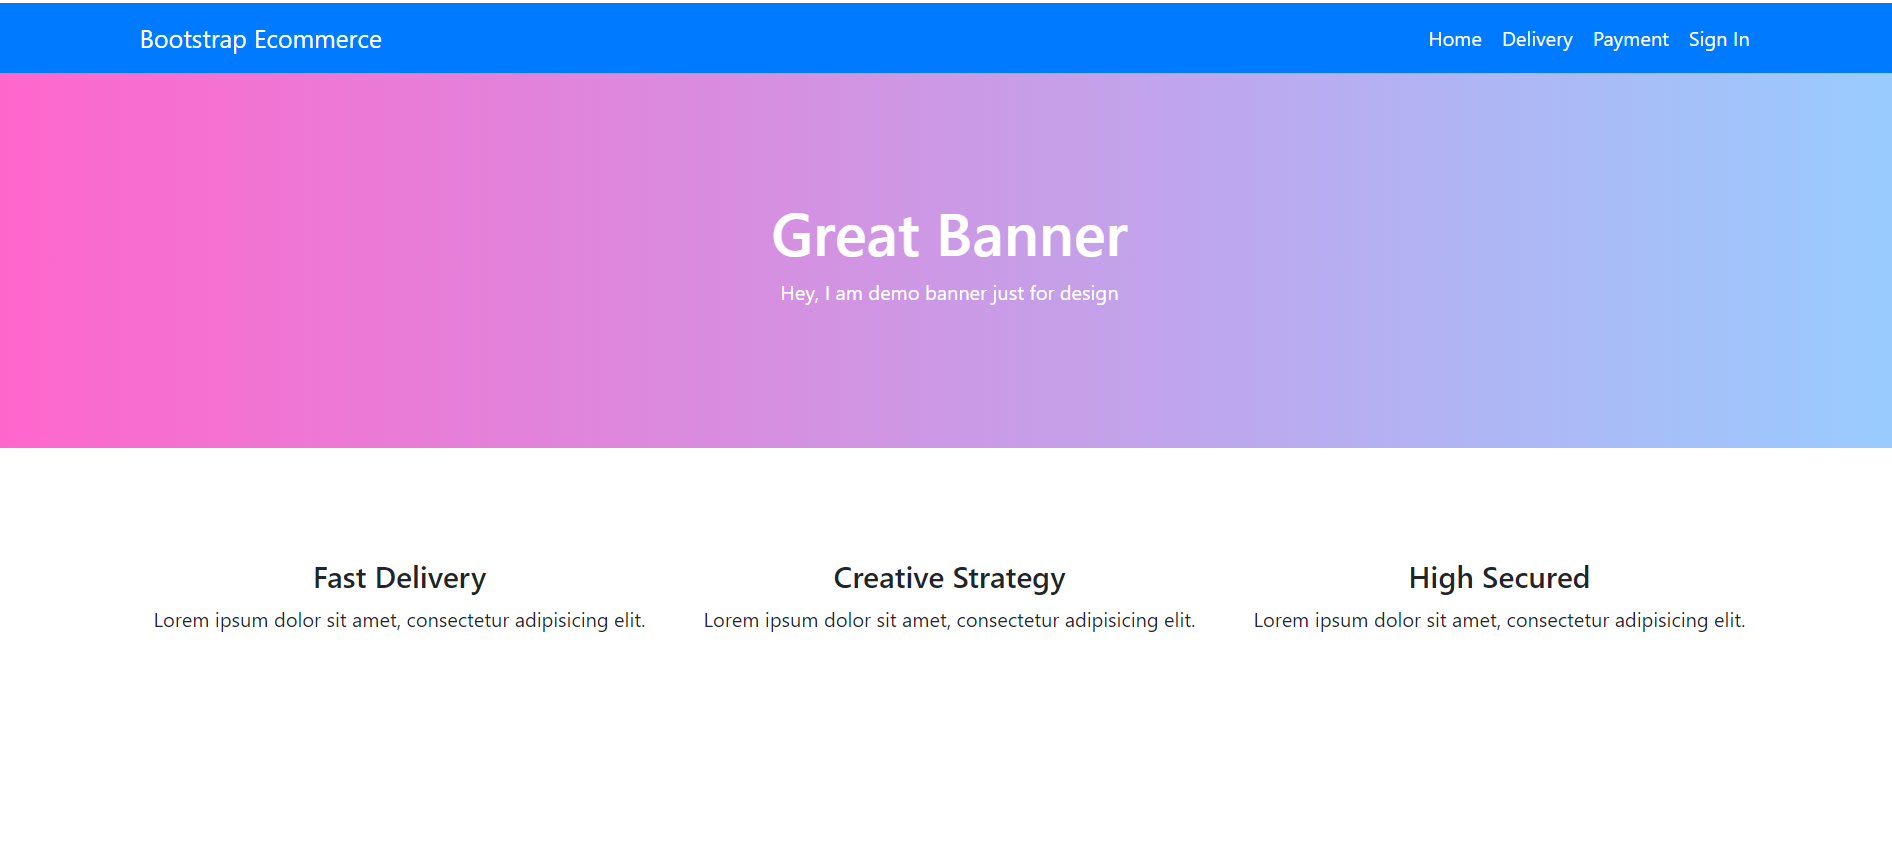 Bootstrap Ecommerce
Home Delivery Payment Sign In
Great Banner
Hey, I am demo banner just for design
Fast Delivery
Lorem ipsum dolor sit amet, consectetur adipisicing elit.
Creative Strategy
Lorem ipsum dolor sit amet, consectetur adipisicing elit.
High Secured
Lorem ipsum dolor sit amet, consectetur adipisicing elit.